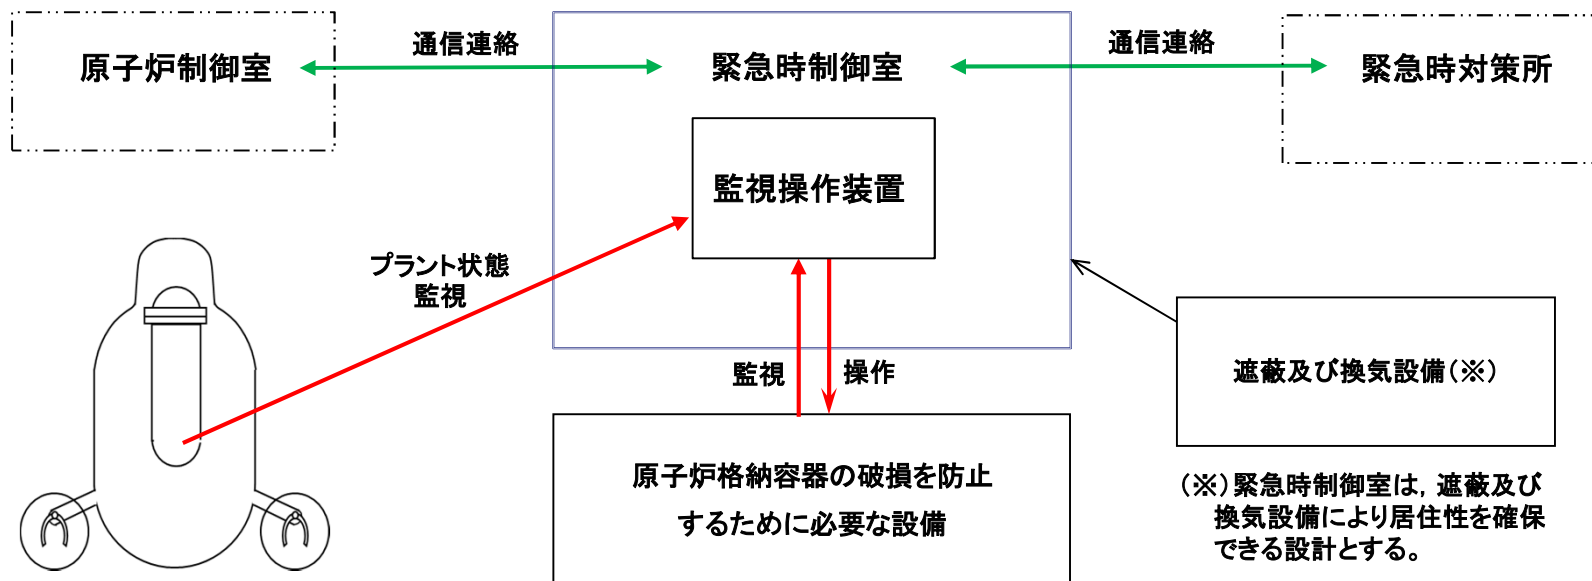 通信連絡
通信連絡
原子炉制御室
緊急時制御室
緊急時対策所
監視操作装置
プラント状態
監視
監視
操作
遮蔽及び換気設備(※)
原子炉格納容器の破損を防止
するために必要な設備
(※)緊急時制御室は,遮蔽及び
換気設備により居住性を確保
できる設計とする。